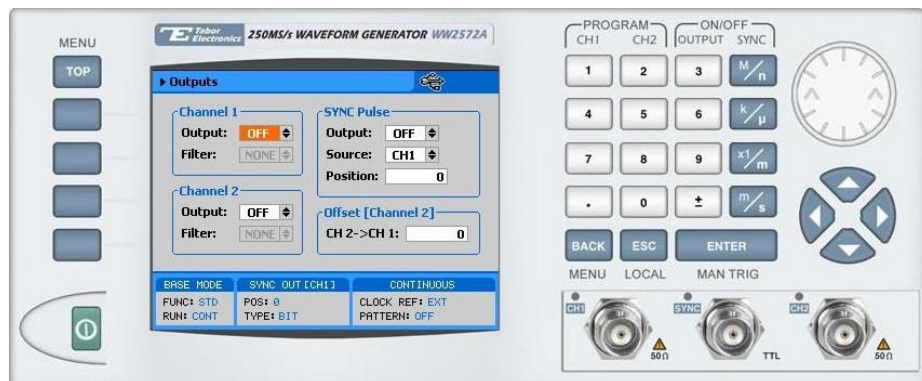 MENU
TOP
Tabor Electronics 250MS/s WAVEFORM GENERATOR WW2572A
Outputs
Channel 1
Output: OFF
Filter: NONE
Channel 2
Output: OFF
Filter: NONE
SYNC Pulse
Output: OFF
Source: CH1
Position: 0
Offset [Channel 2]
CH 2->CH 1: 0
BASE MODE
FUNC: STD
RUN: CONT
SYNC OUT [CH1]
POS: 0
TYPE: BIT
CONTINUOUS
CLOCK REF: EXT
PATTERN: OFF
PROGRAM ON/OFF
CH1 CH2 OUTPUT SYNC
1 2 3 M/n
4 5 6 k/µ
7 8 9 x1/m
. 0 ± m/s
BACK ESC ENTER
MENU LOCAL MAN TRIG
CH1 SYNC CH2
50Ω TTL 50Ω